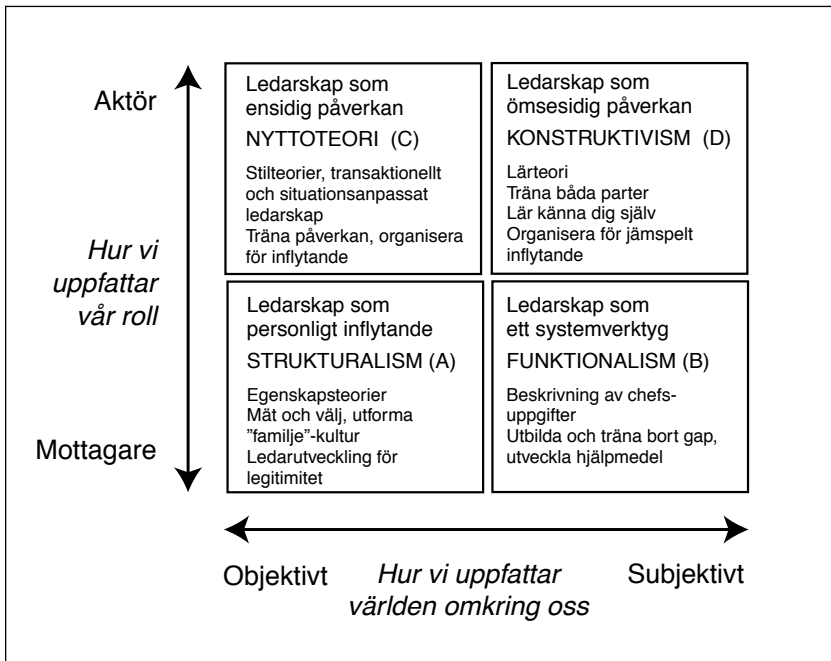 Aktör
Hur vi
uppfattar
vår roll
Mottagare
Ledarskap som
ensidig påverkan
NYTTOTEORI (C)
Stilteorier, transaktionellt
och situationsanpassat
ledarskap
Träna påverkan, organisera
för inflytande
Ledarskap som
ömsesidig påverkan
KONSTRUKTIVISM (D)
Lärteori
Träna båda parter
Lär känna dig själv
Organisera för jämspelt
inflytande
Ledarskap som
personligt inflytande
STRUKTURALISM (A)
Egenskapsteorier
Mät och välj, utforma
”familje”-kultur
Ledarutveckling för
legitimitet
Ledarskap som
ett systemverktyg
FUNKTIONALISM (B)
Beskrivning av chefs-
uppgifter
Utbilda och träna bort gap,
utveckla hjälpmedel
Objektivt
Hur vi uppfattar
världen omkring oss
Subjektivt